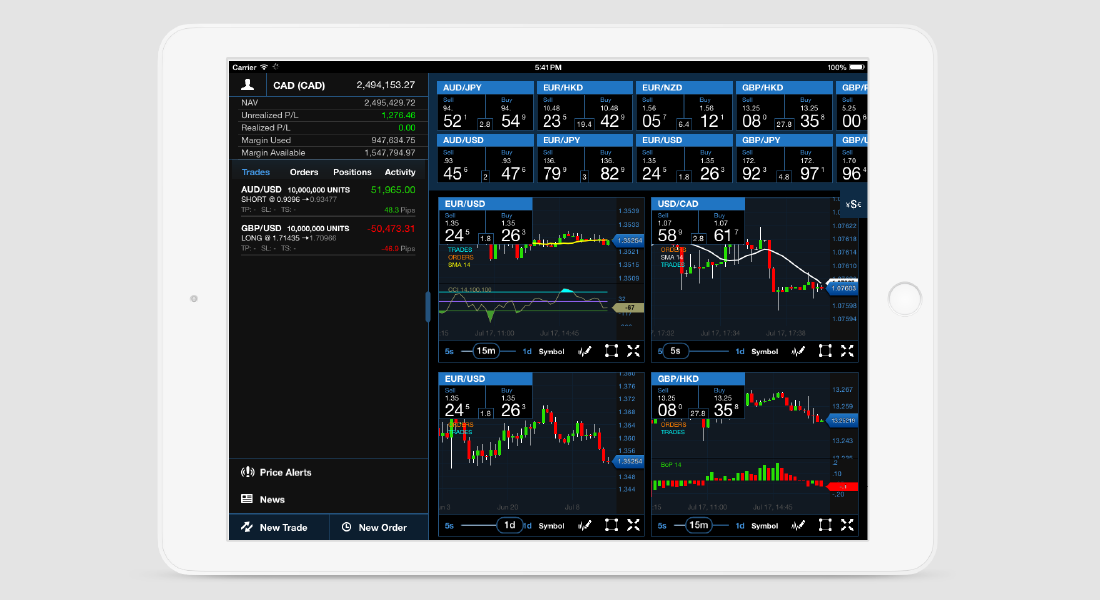 Carrier 5:41 PM 100%
CAD (CAD) 2,494,153.27
NAV 2,495,429.72
Unrealized P/L 1,276.46
Realized P/L 0.00
Margin Used 947,634.75
Margin Available 1,547,794.97
Trades Orders Positions Activity
AUD/USD 10,000,000 UNITS 51,965.00
SHORT @ 0.9396 → 0.93477
TP: - SL: - TS: - 48.3 Pips
GBP/USD 10,000,000 UNITS -50,473.31
LONG @ 1.71435 → 1.70966
TP: - SL: - TS: - -46.9 Pips
Price Alerts
News
New Trade New Order
AUD/JPY EUR/HKD EUR/NZD GBP/HKD
Sell Buy Sell Buy Sell Buy Sell Buy Sell
94. 94. 10.48 10.48 1.56 1.56 13.25 13.25 5.25
52 1 2.8 54 9 23 5 19.4 42 9 05 7 6.4 12 1 08 0 27.8 35 8 00
AUD/USD EUR/JPY EUR/USD GBP/JPY
Sell Buy Sell Buy Sell Buy Sell Buy Sell
.93 .93 136. 136. 1.35 1.35 172. 172. 1.70
45 6 2 47 6 79 9 3 82 9 24 5 1.8 26 3 92 3 4.8 97 1 96
¥S€
EUR/USD
Sell Buy
1.35 1.35
24 5 1.8 26 3
TRADES
ORDERS
SMA 14
1.3539
1.3533
1.35254
1.3521
1.3515
1.3509
CCI 14,100,100
32
-67
Jul 17, 11:00 Jul 17, 14:45
5s 15m 1d Symbol
USD/CAD
Sell Buy
1.07 1.07
58 9 2.8 61 7
ORDERS
SMA 14
TRADES
1.07622
1.07618
1.07614
1.07610
1.07603
1.07598
1.07594
17:02 Jul 17, 17:04 Jul 17, 17:06
5s 1d Symbol
EUR/USD
Sell Buy
1.35 1.35
24 5 1.8 26 3
ORDERS
TRADES
1.380
1.376
1.372
1.368
1.364
1.360
1.356
1.35254
1.348
1.344
Jun 20 Jul 8
5s 1d 1d Symbol
GBP/HKD
Sell Buy
13.25 13.25
08 0 27.8 35 8
ORDERS
TRADES
13.267
13.259
13.25219
13.243
BoP 14
.10
-.20
Jul 17, 11:00 Jul 17, 14:45
5s 15m 1d Symbol